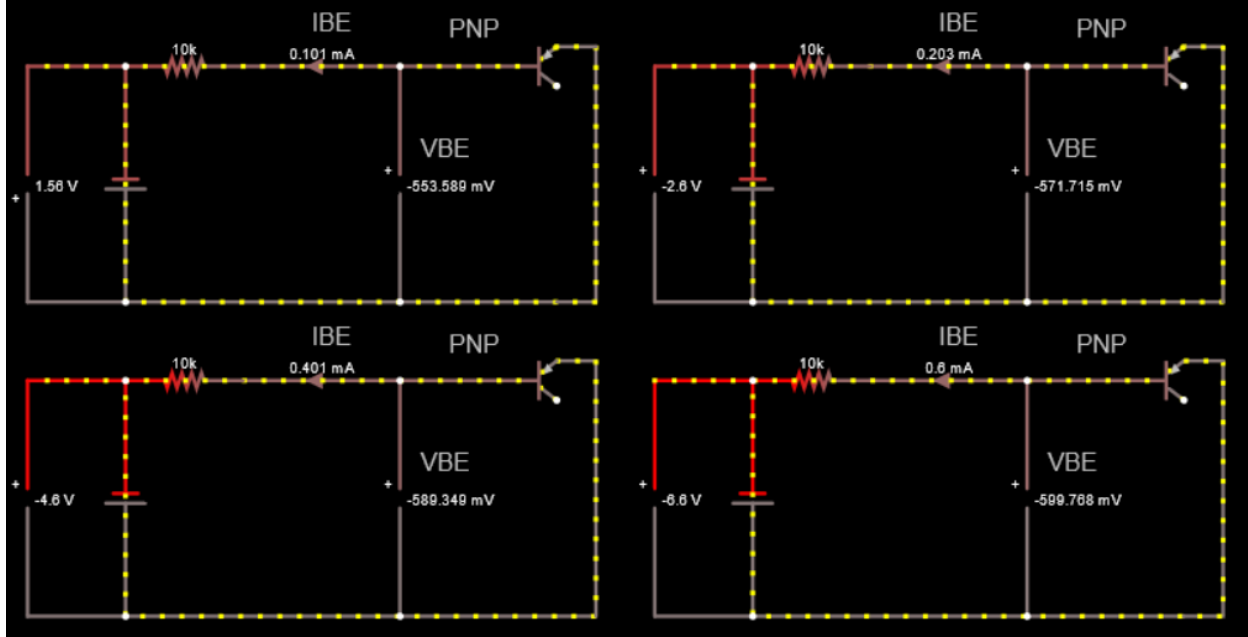 IBE PNP
10k
0.101 mA
VBE
+
1.56 V
+
-553.589 mV
IBE PNP
10k
0.203 mA
VBE
+
-2.6 V
+
-571.715 mV
IBE PNP
10k
0.401 mA
VBE
+
-4.6 V
+
-589.349 mV
IBE PNP
10k
0.6 mA
VBE
+
-6.6 V
+
-599.768 mV